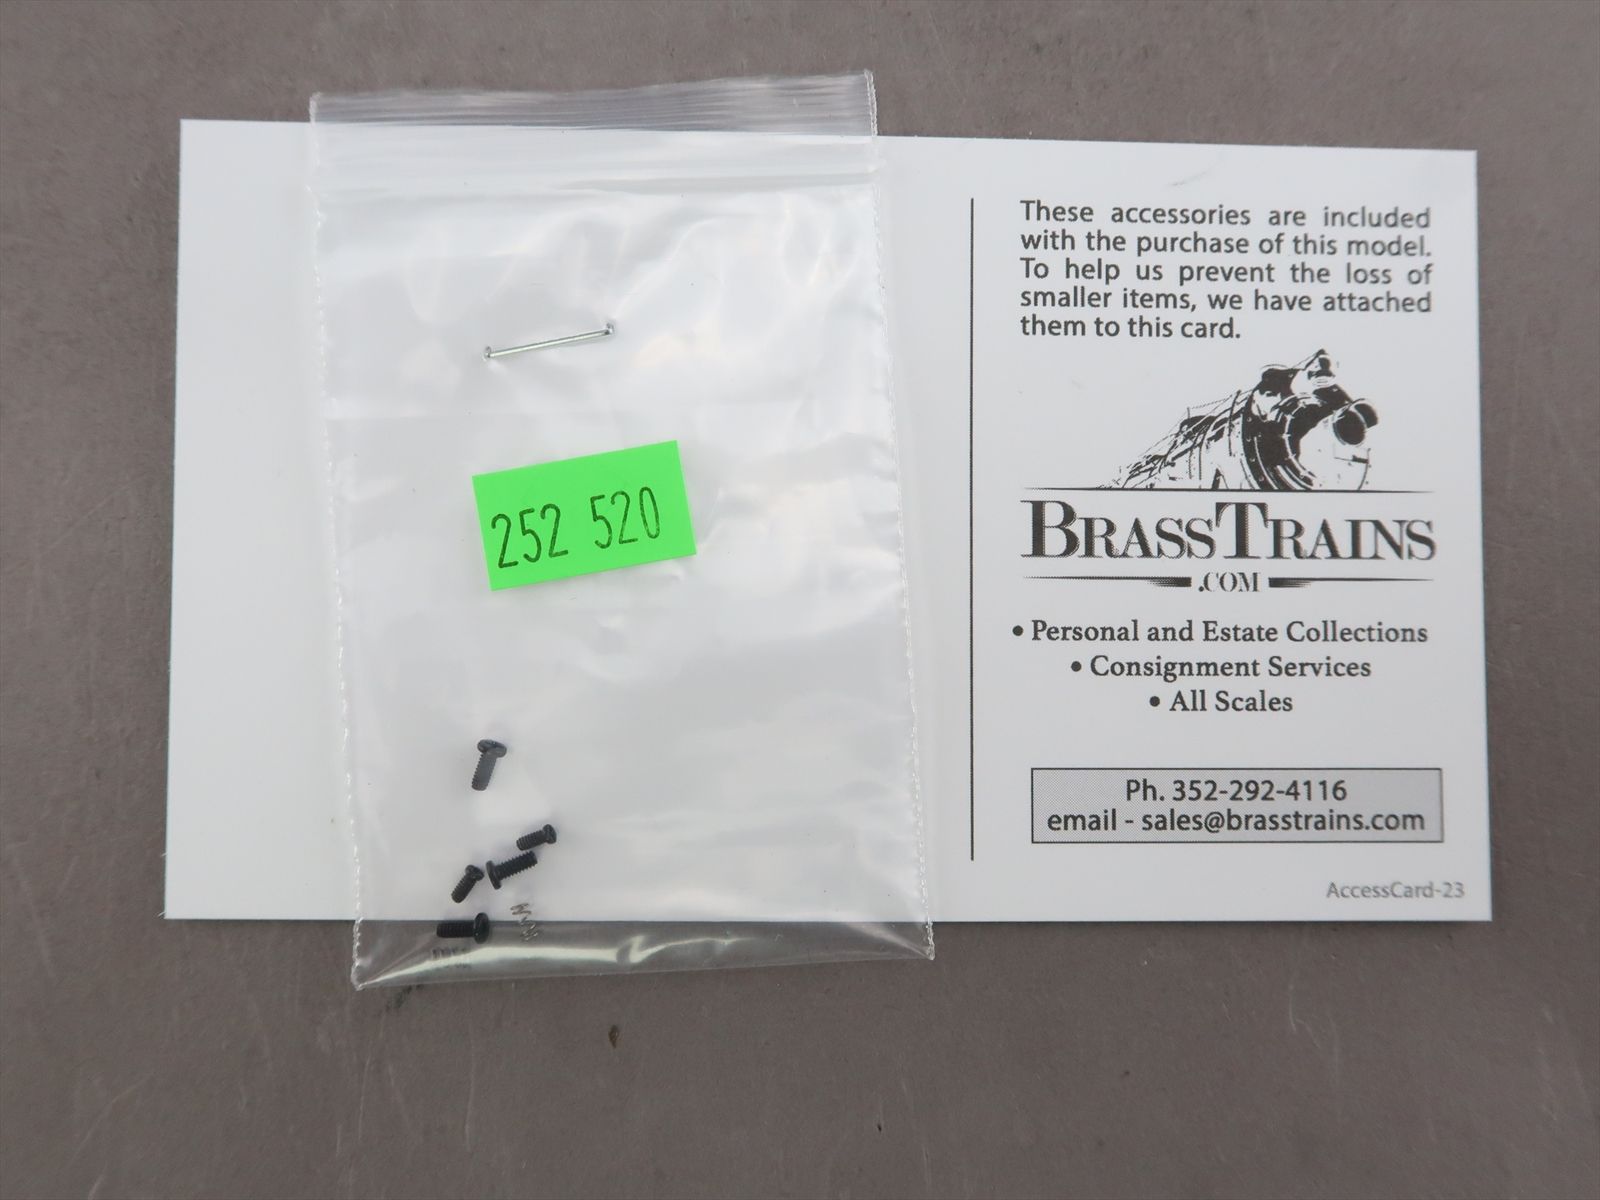 252 520
These accessories are included
with the purchase of this model.
To help us prevent the loss of
smaller items, we have attached
them to this card.
BRASSTRAINS
.COM
• Personal and Estate Collections
• Consignment Services
• All Scales
Ph. 352-292-4116
email - sales@brasstrains.com
AccessCard-23